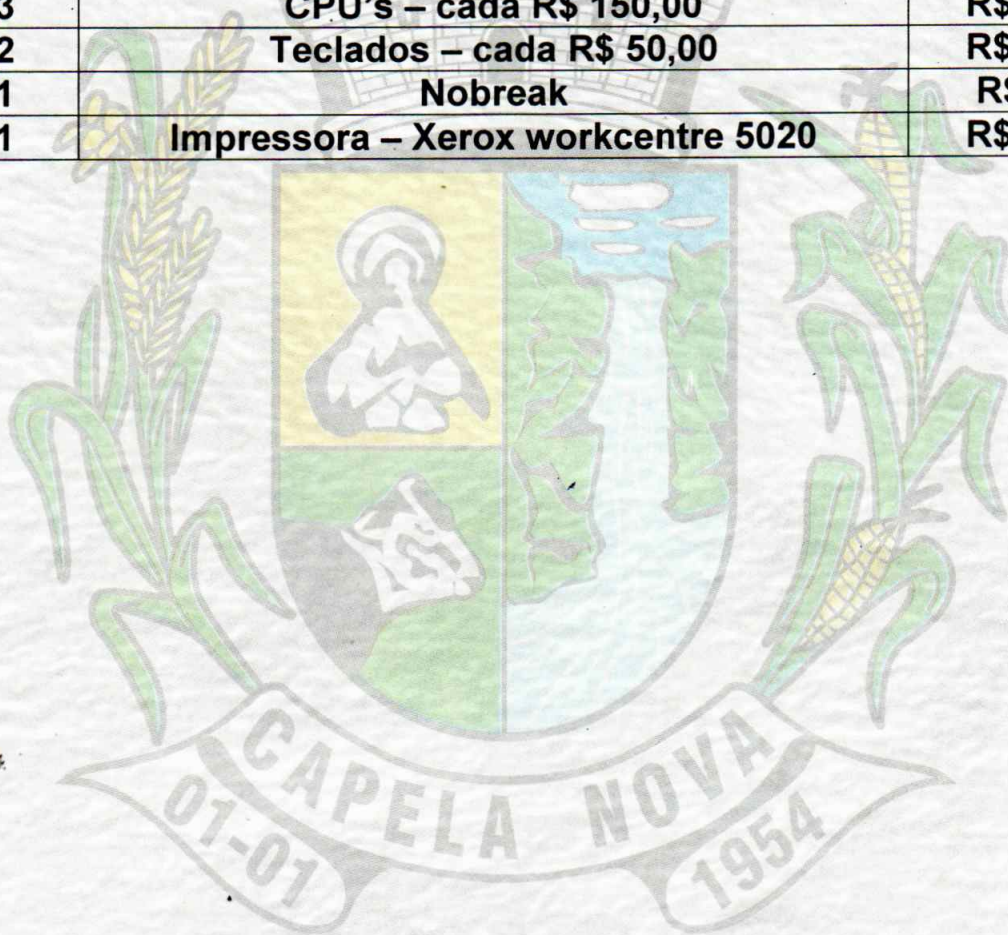 3 CPU's – cada R$ 150,00 R$
2 Teclados – cada R$ 50,00 R$
1 Nobreak R$
1 Impressora – Xerox workcentre 5020 R$
CAPELA NOVA
01-01 1954